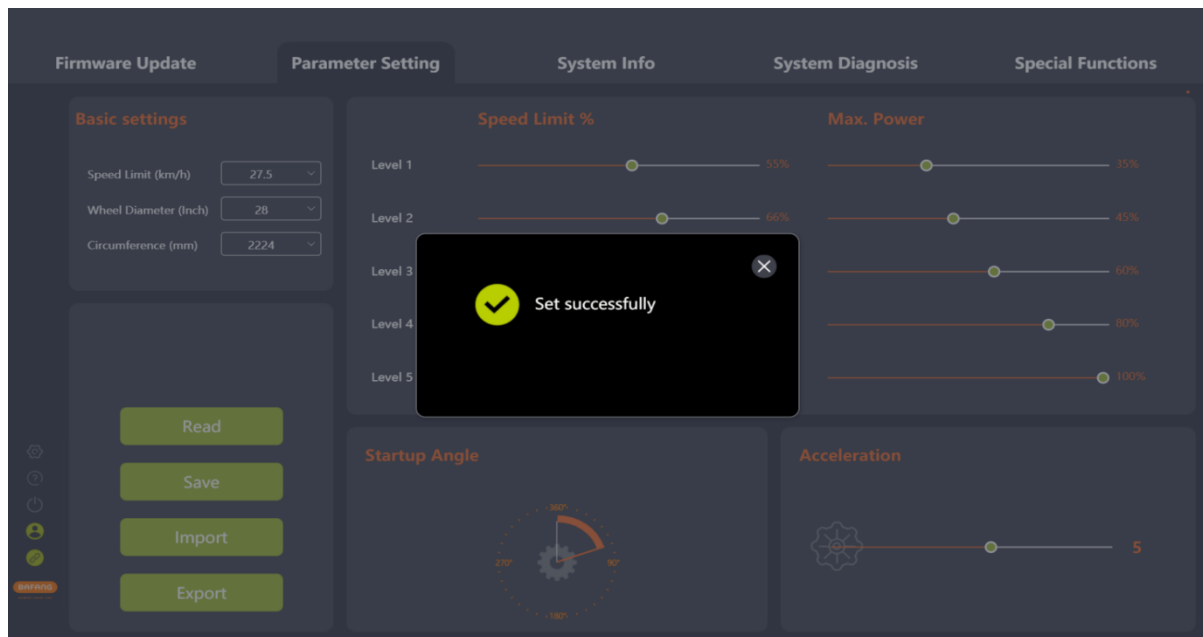 Firmware Update
Parameter Setting
System Info
System Diagnosis
Special Functions
Basic settings
Speed Limit (km/h) 27.5
Wheel Diameter (Inch) 28
Circumference (mm) 2224
Read
Save
Import
Export
BAFANG
Speed Limit %
Max. Power
Level 1 55% 35%
Level 2 66% 45%
Level 3 60%
Level 4 80%
Level 5 100%
Set successfully
Startup Angle
360°
270° 90°
180°
Acceleration
5